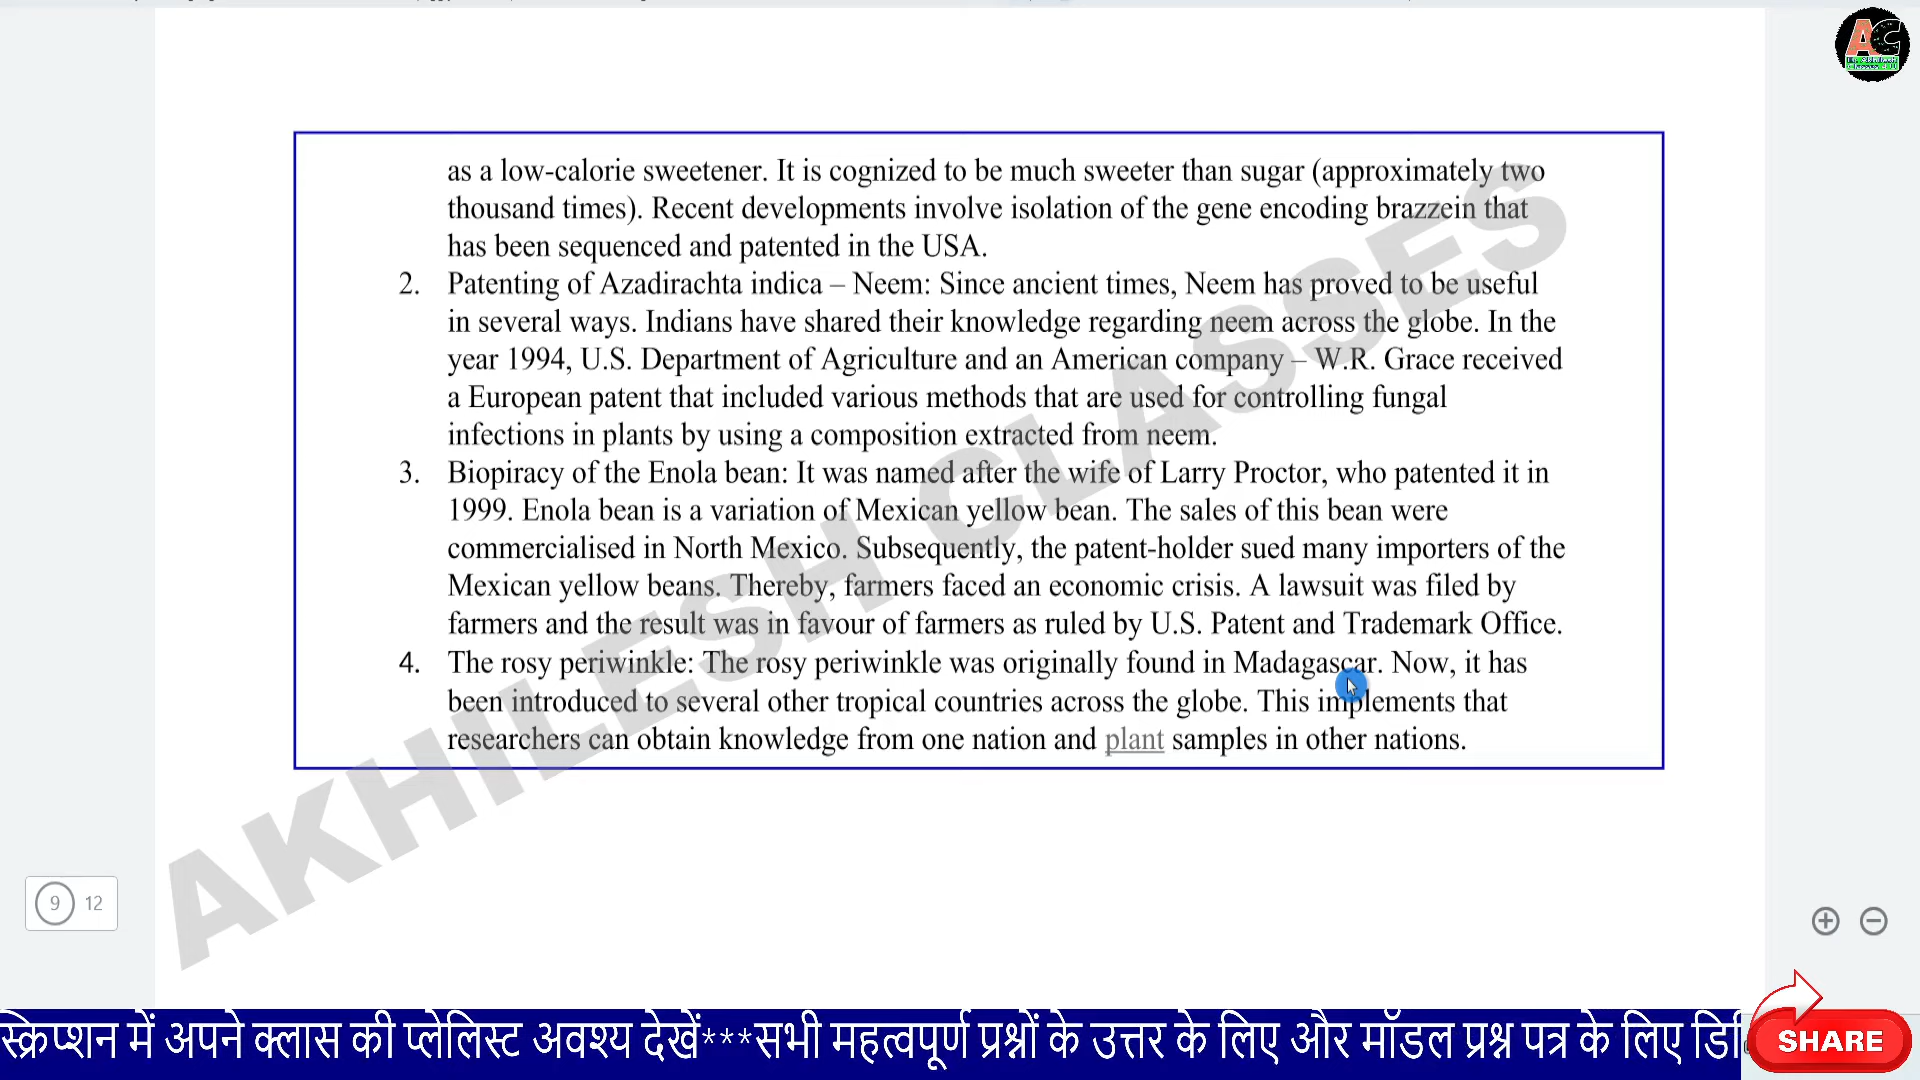 as a low-calorie sweetener. It is cognized to be much sweeter than sugar (approximately two
thousand times). Recent developments involve isolation of the gene encoding brazzein that
has been sequenced and patented in the USA.
2. Patenting of Azadirachta indica – Neem: Since ancient times, Neem has proved to be useful
in several ways. Indians have shared their knowledge regarding neem across the globe. In the
year 1994, U.S. Department of Agriculture and an American company – W.R. Grace received
a European patent that included various methods that are used for controlling fungal
infections in plants by using a composition extracted from neem.
3. Biopiracy of the Enola bean: It was named after the wife of Larry Proctor, who patented it in
1999. Enola bean is a variation of Mexican yellow bean. The sales of this bean were
commercialised in North Mexico. Subsequently, the patent-holder sued many importers of the
Mexican yellow beans. Thereby, farmers faced an economic crisis. A lawsuit was filed by
farmers and the result was in favour of farmers as ruled by U.S. Patent and Trademark Office.
4. The rosy periwinkle: The rosy periwinkle was originally found in Madagascar. Now, it has
been introduced to several other tropical countries across the globe. This implements that
researchers can obtain knowledge from one nation and plant samples in other nations.
AKHILESH CLASSES
9 12
AC
स्क्रिप्शन में अपने क्लास की प्लेलिस्ट अवश्य देखें***सभी महत्वपूर्ण प्रश्नों के उत्तर के लिए और मॉडल प्रश्न पत्र के लिए डि
SHARE